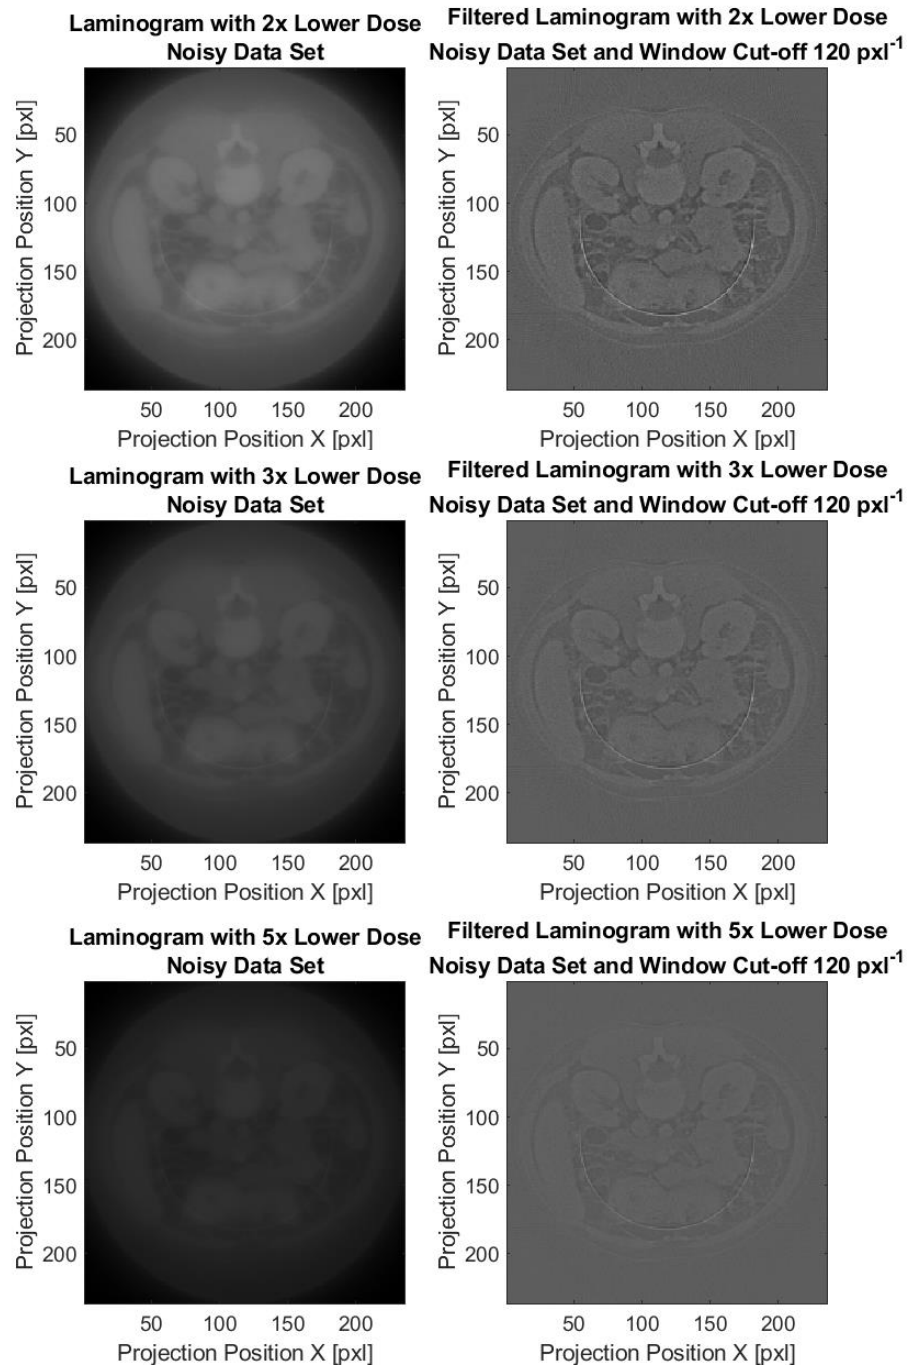 Laminogram with 2x Lower Dose
Noisy Data Set
Projection Position Y [pxl]
50
100
150
200
50 100 150 200
Projection Position X [pxl]
Filtered Laminogram with 2x Lower Dose
Noisy Data Set and Window Cut-off 120 pxl⁻¹
Projection Position Y [pxl]
50
100
150
200
50 100 150 200
Projection Position X [pxl]
Laminogram with 3x Lower Dose
Noisy Data Set
Projection Position Y [pxl]
50
100
150
200
50 100 150 200
Projection Position X [pxl]
Filtered Laminogram with 3x Lower Dose
Noisy Data Set and Window Cut-off 120 pxl⁻¹
Projection Position Y [pxl]
50
100
150
200
50 100 150 200
Projection Position X [pxl]
Laminogram with 5x Lower Dose
Noisy Data Set
Projection Position Y [pxl]
50
100
150
200
50 100 150 200
Projection Position X [pxl]
Filtered Laminogram with 5x Lower Dose
Noisy Data Set and Window Cut-off 120 pxl⁻¹
Projection Position Y [pxl]
50
100
150
200
50 100 150 200
Projection Position X [pxl]